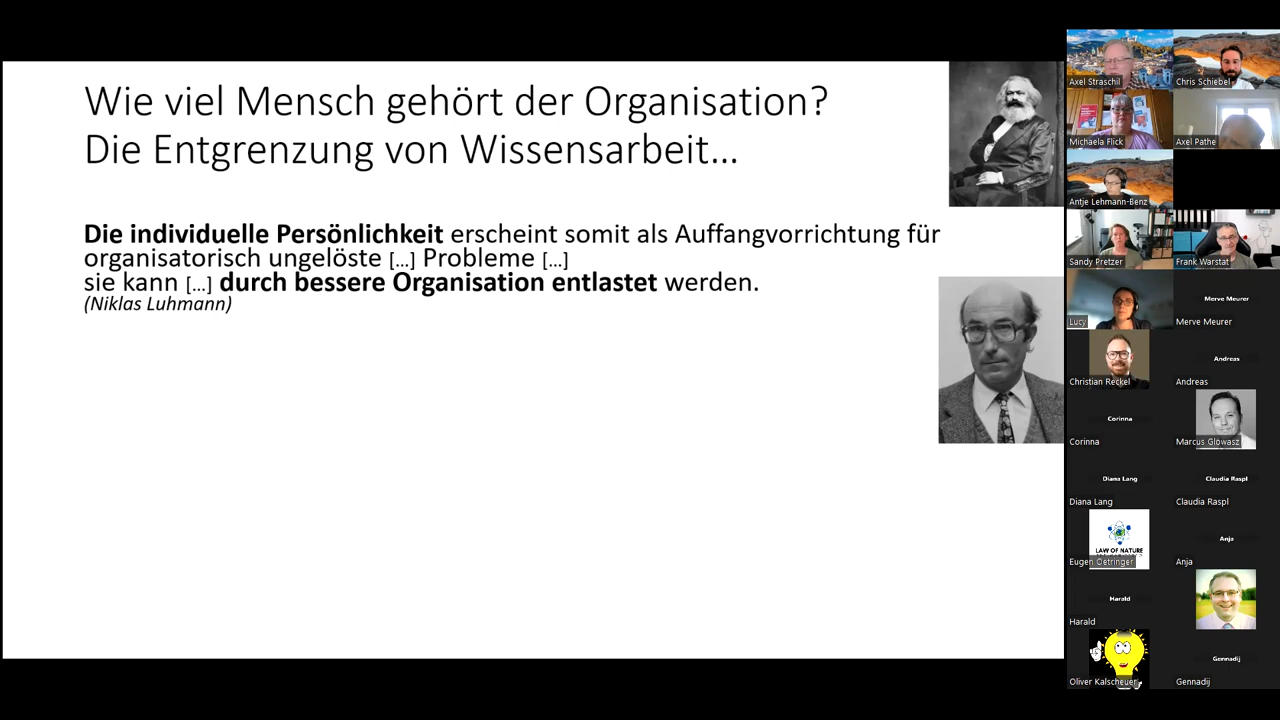 Wie viel Mensch gehört der Organisation?
Die Entgrenzung von Wissensarbeit...
Die individuelle Persönlichkeit erscheint somit als Auffangvorrichtung für
organisatorisch ungelöste [...] Probleme [...]
sie kann [...] durch bessere Organisation entlastet werden.
(Niklas Luhmann)
Axel Straschil
Chris Schiebel
Michaela Flick
Axel Pathe
Antje Lehmann-Benz
Sandy Pretzer
Frank Warstat
Lucy
Merve Meurer
Merve Meurer
Christian Reckel
Andreas
Andreas
Corinna
Corinna
Marcus Glowasz
Diana Lang
Diana Lang
Claudia Raspl
Claudia Raspl
LAW OF NATURE
Eugen Oetringer
Anja
Anja
Harald
Harald
Oliver Kalscheuer
Gennadij
Gennadij